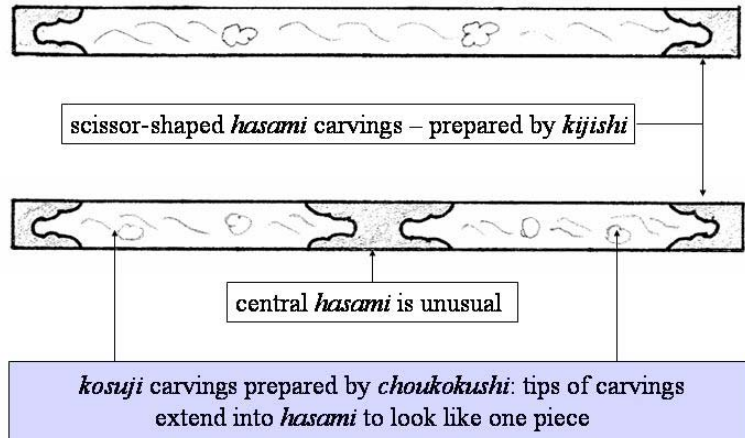 scissor-shaped hasami carvings – prepared by kijishi
central hasami is unusual
kosuji carvings prepared by choukokushi: tips of carvings
extend into hasami to look like one piece